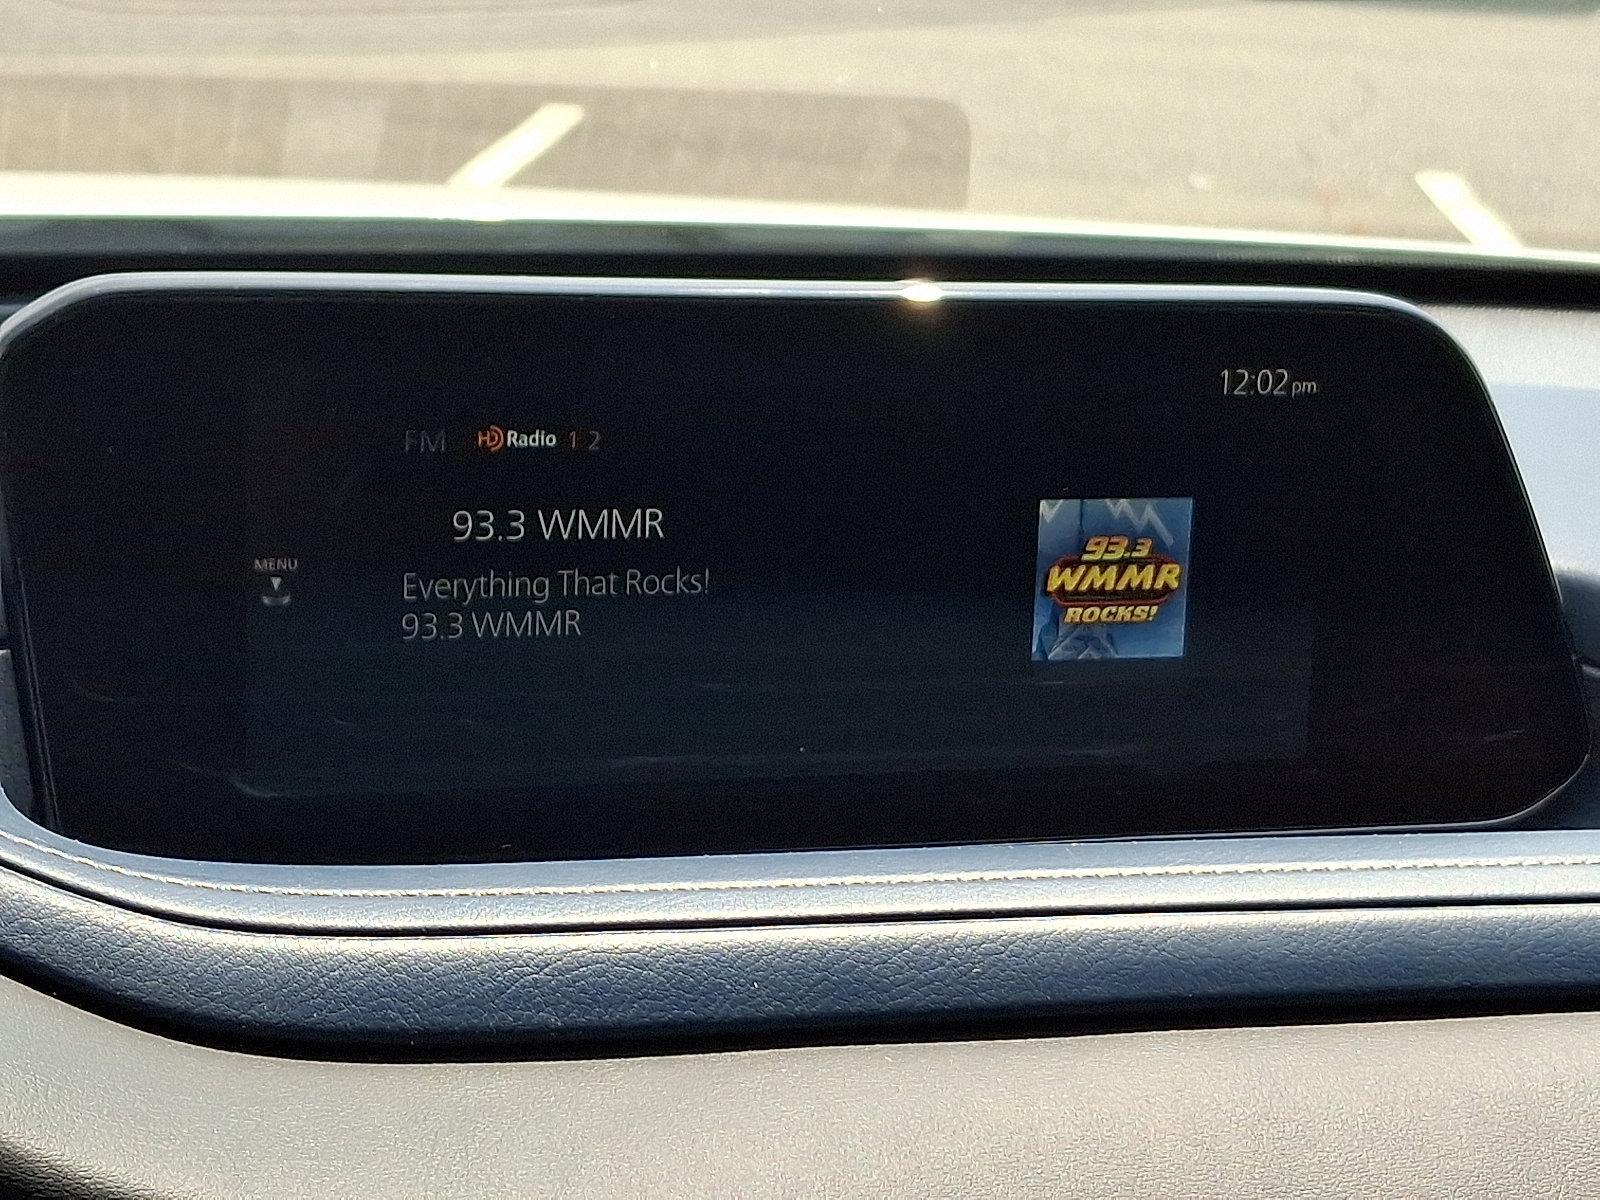 12:02 pm
FM HD Radio 1 2
93.3 WMMR
MENU
Everything That Rocks!
93.3 WMMR
93.3
WMMR
ROCKS!